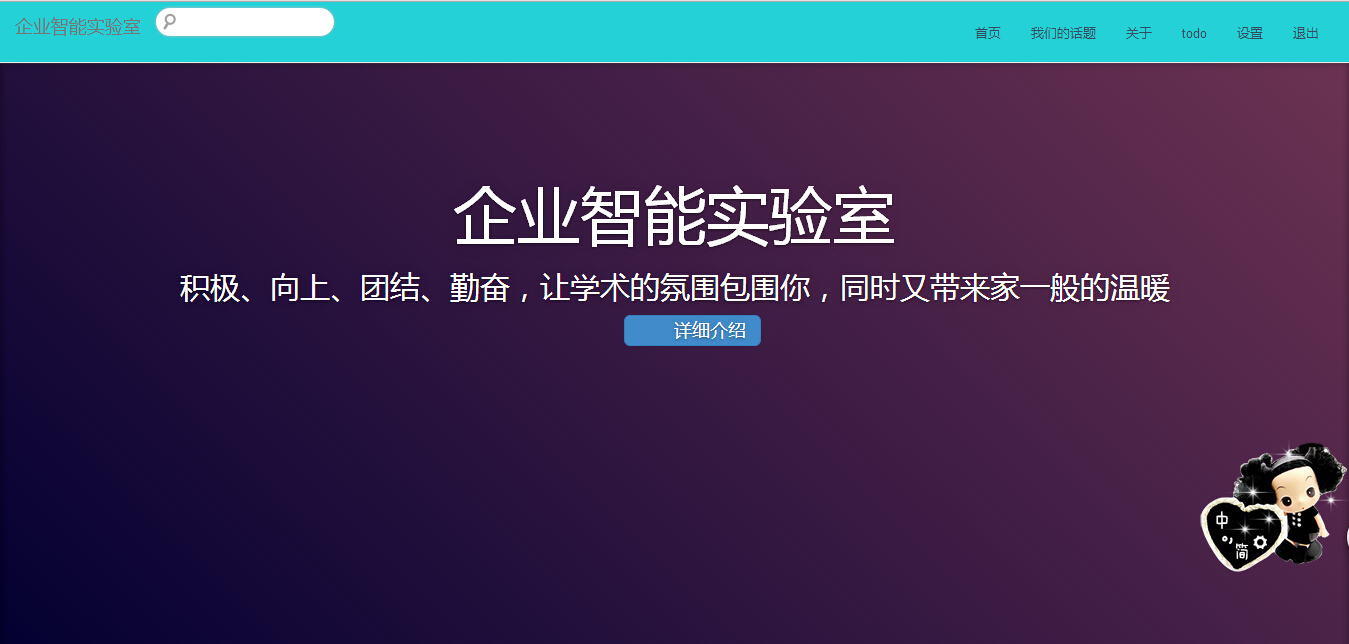 企业智能实验室
首页 我们的话题 关于 todo 设置 退出
企业智能实验室
积极、向上、团结、勤奋，让学术的氛围包围你，同时又带来家一般的温暖
详细介绍
中
简